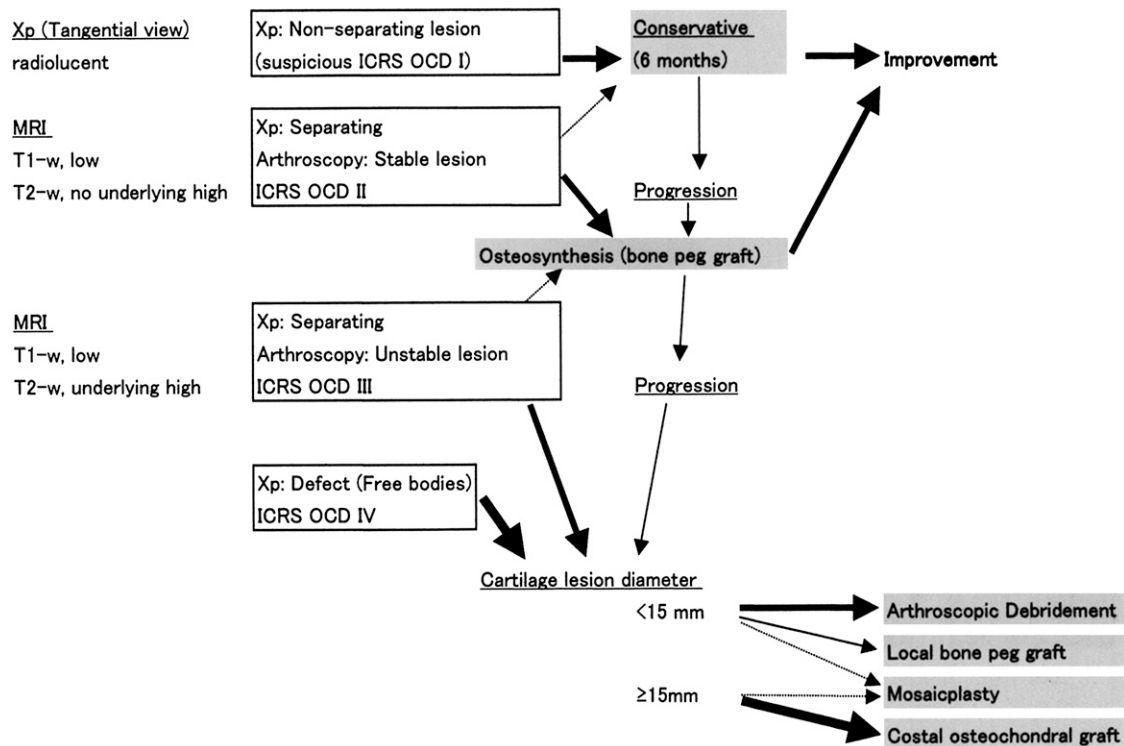 Xp (Tangential view)
radiolucent
Xp: Non-separating lesion
(suspicious ICRS OCD I)
Conservative
(6 months)
Improvement
MRI
T1-w, low
T2-w, no underlying high
Xp: Separating
Arthroscopy: Stable lesion
ICRS OCD II
Progression
Osteosynthesis (bone peg graft)
MRI
T1-w, low
T2-w, underlying high
Xp: Separating
Arthroscopy: Unstable lesion
ICRS OCD III
Progression
Xp: Defect (Free bodies)
ICRS OCD IV
Cartilage lesion diameter
<15 mm
Arthroscopic Debridement
Local bone peg graft
Mosaicplasty
≥15mm
Costal osteochondral graft